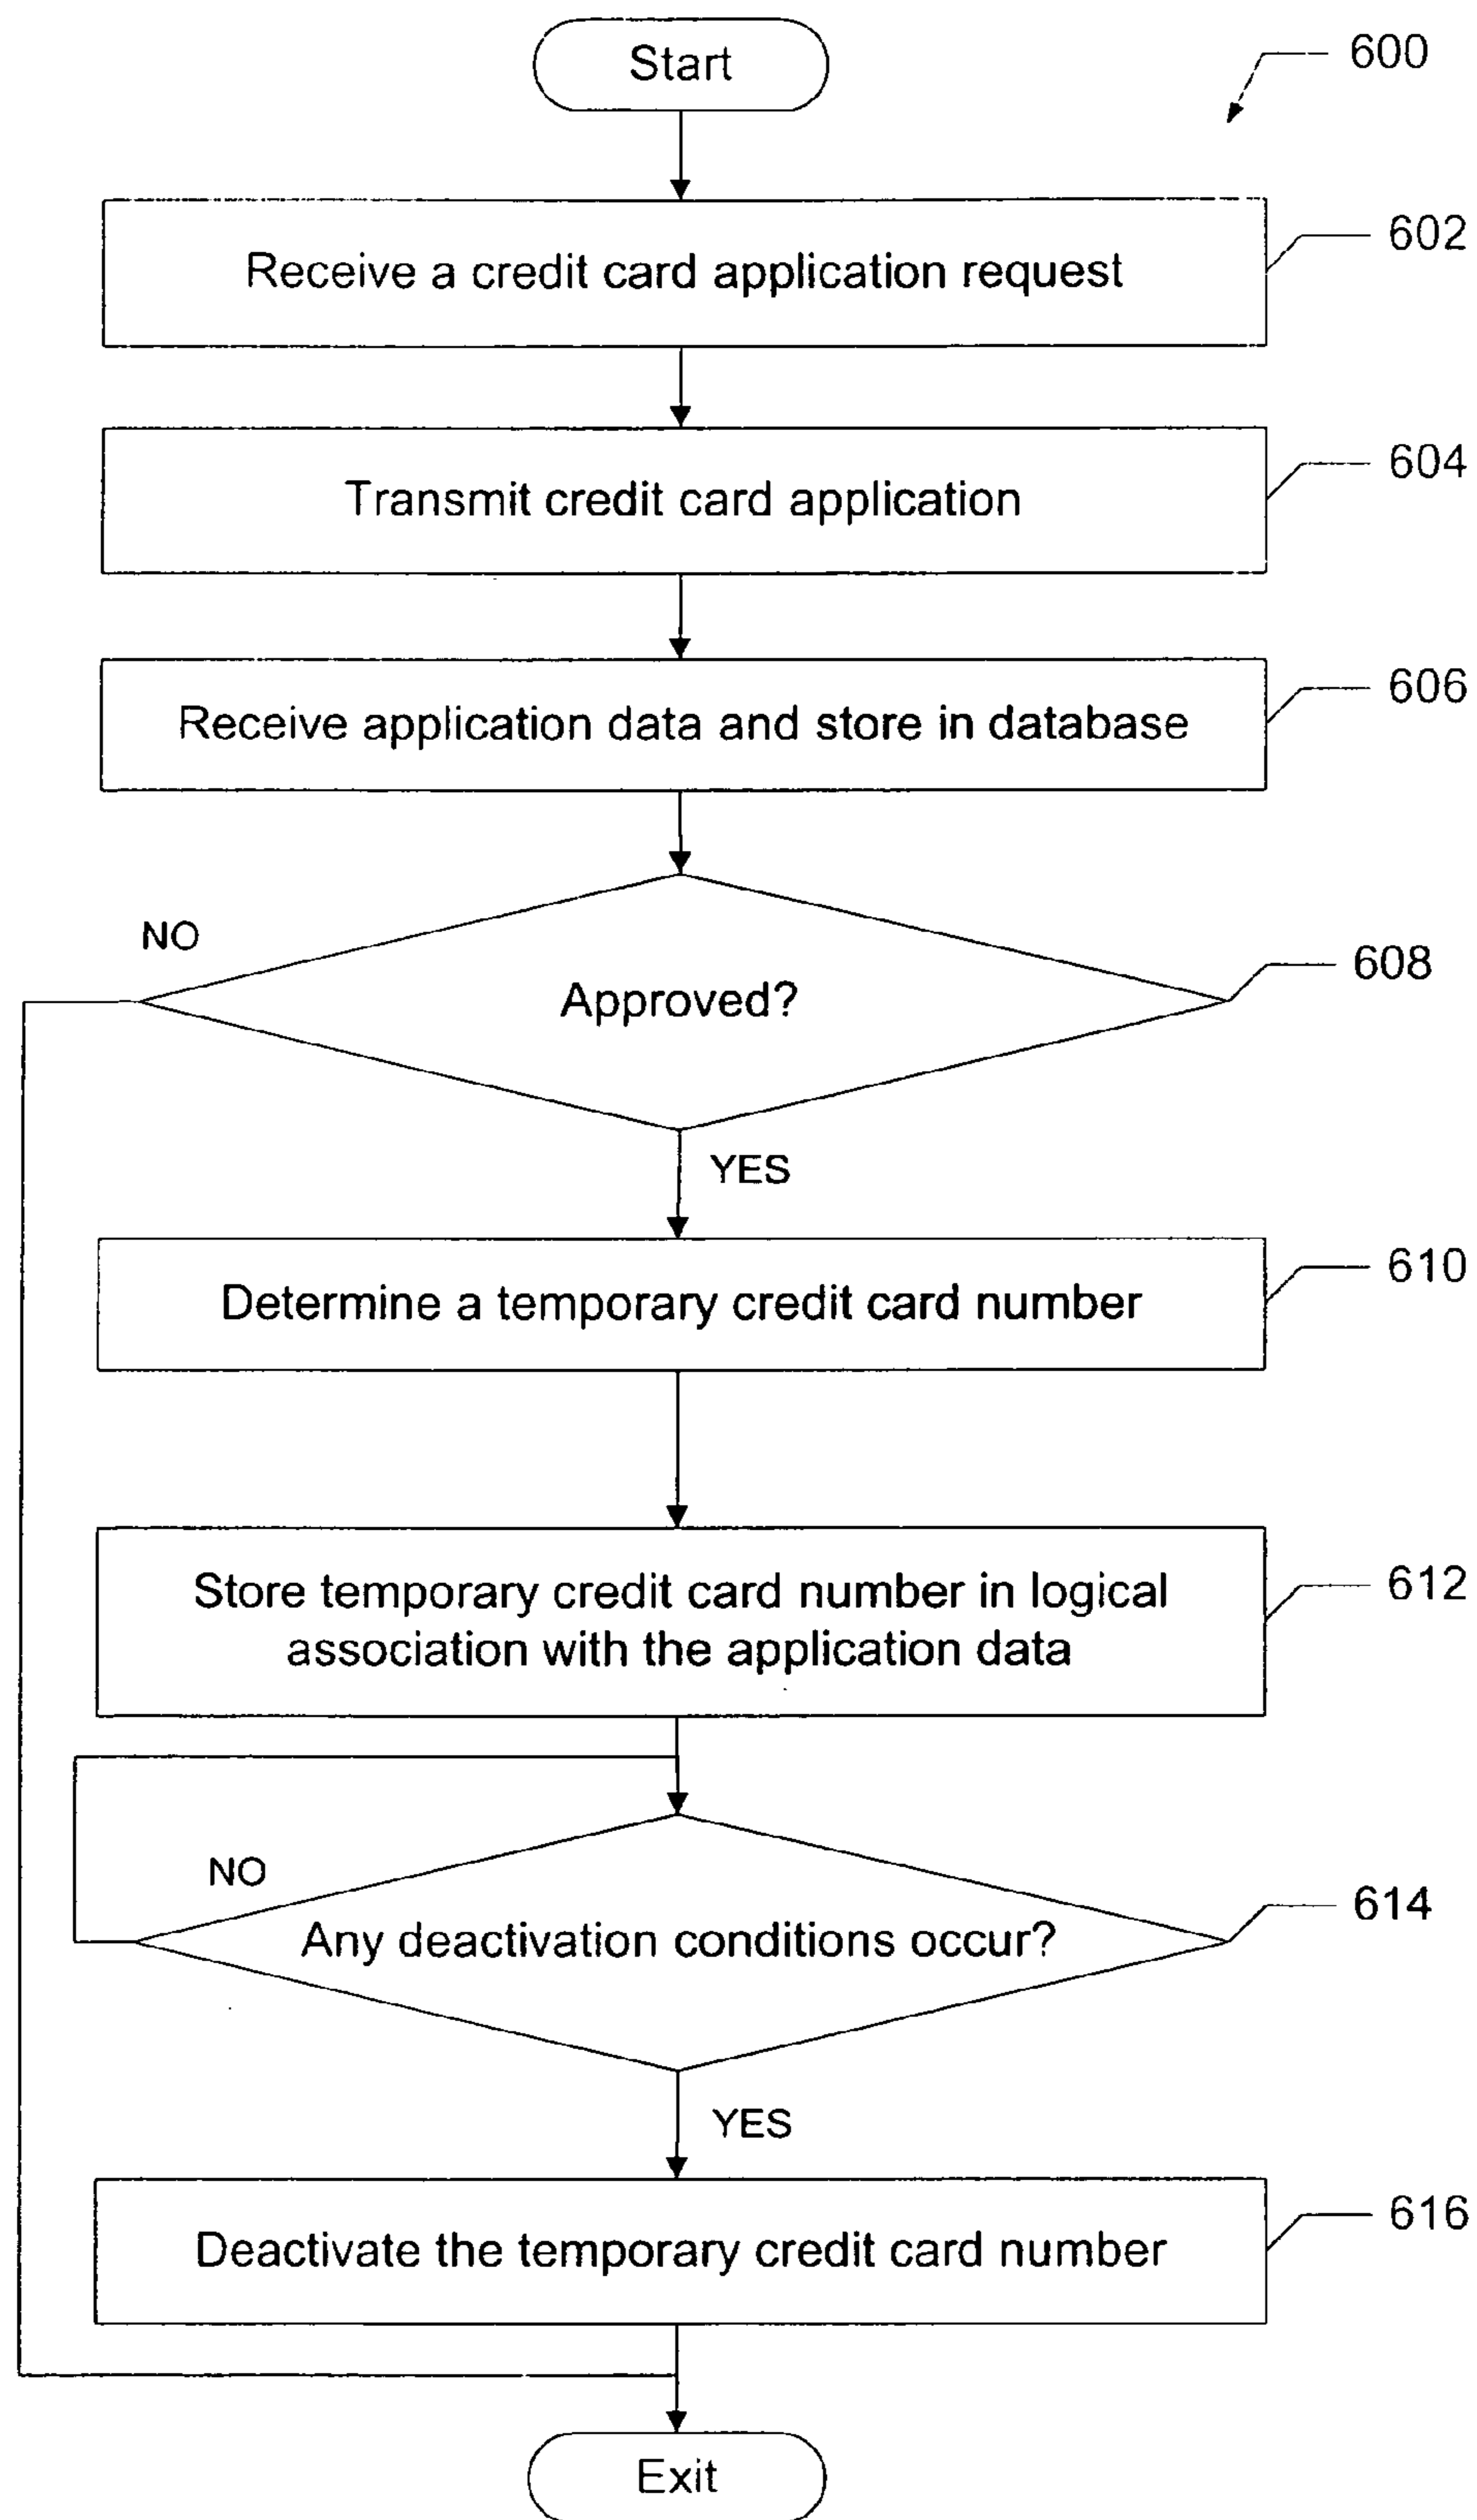 Start
600
Receive a credit card application request
602
Transmit credit card application
604
Receive application data and store in database
606
NO
Approved?
608
YES
Determine a temporary credit card number
610
Store temporary credit card number in logical
association with the application data
612
NO
Any deactivation conditions occur?
614
YES
Deactivate the temporary credit card number
616
Exit